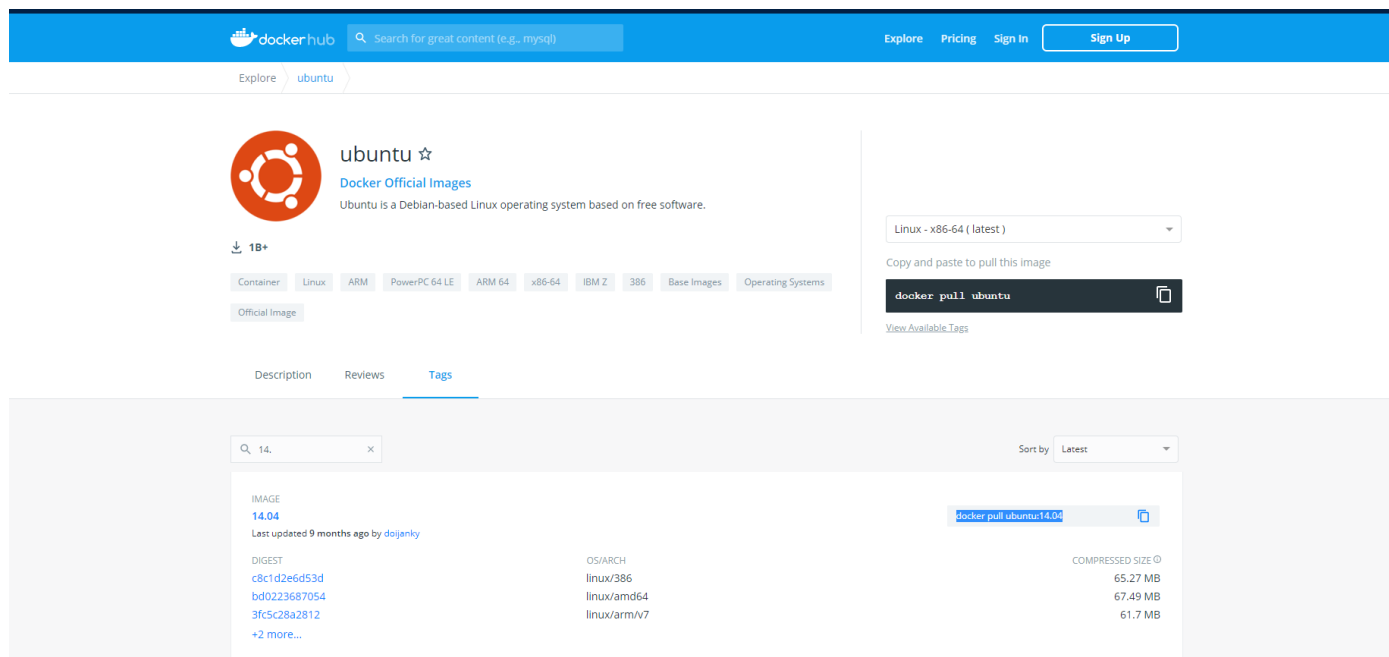 dockerhub
Search for great content (e.g., mysql)
Explore Pricing Sign In Sign Up
Explore ubuntu
ubuntu
Docker Official Images
Ubuntu is a Debian-based Linux operating system based on free software.
1B+
Container Linux ARM PowerPC 64 LE ARM 64 x86-64 IBM Z 386 Base Images Operating Systems
Official Image
Linux - x86-64 ( latest )
Copy and paste to pull this image
docker pull ubuntu
View Available Tags
Description Reviews Tags
14.
Sort by Latest
IMAGE
14.04
docker pull ubuntu:14.04
Last updated 9 months ago by doijanky
DIGEST OS/ARCH COMPRESSED SIZE
c8c1d2e6d53d linux/386 65.27 MB
bd0223687054 linux/amd64 67.49 MB
3fc5c28a2812 linux/arm/v7 61.7 MB
+2 more...